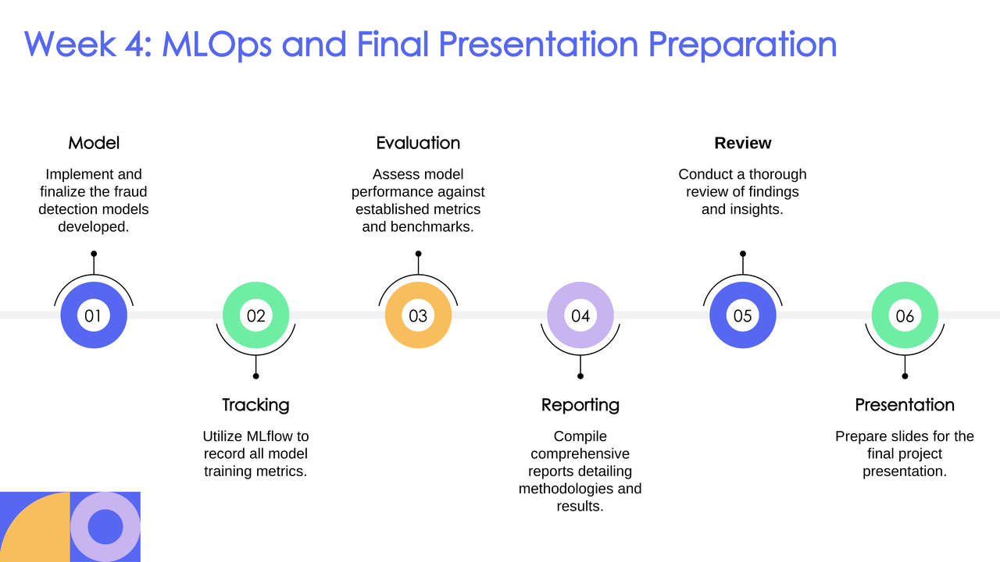 Week 4: MLOps and Final Presentation Preparation
Model
Implement and
finalize the fraud
detection models
developed.
01
Tracking
Utilize MLflow to
record all model
training metrics.
02
Evaluation
Assess model
performance against
established metrics
and benchmarks.
03
Reporting
Compile
comprehensive
reports detailing
methodologies and
results.
04
Review
Conduct a thorough
review of findings
and insights.
05
Presentation
Prepare slides for the
final project
presentation.
06